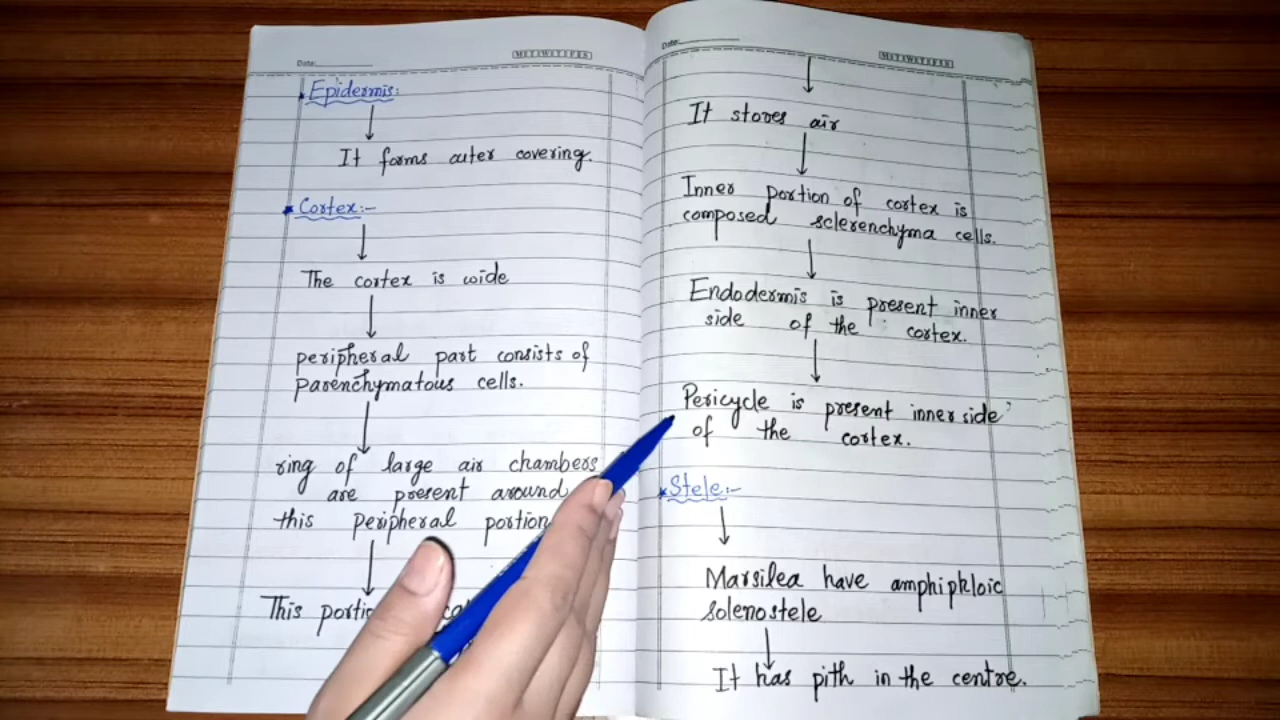 Date:
Epidermis:
It forms outer covering.
Cortex:-
The cortex is wide
peripheral part consists of
parenchymatous cells.
ring of large air chambers
are present around
this peripheral portion
This
Date:
It stores air
Inner portion of cortex is
composed sclerenchyma cells.
Endodermis is present inner
side of the cortex.
Pericycle is present inner side
of the cortex.
Stele:-
Marsilea have amphiphloic
solenostele
It has pith in the centre.